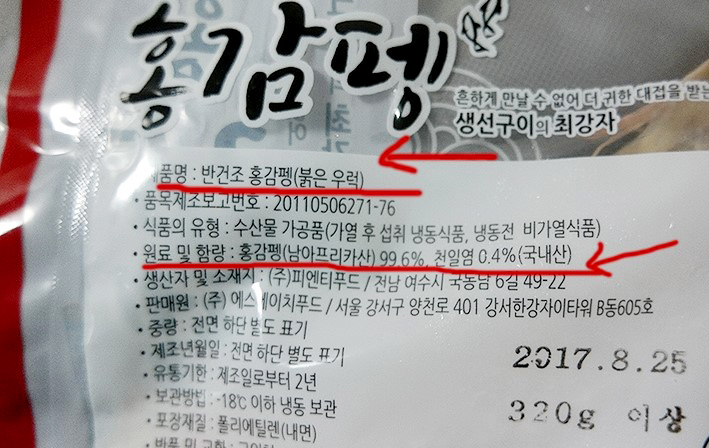 홍감펭
흔하게 만날 수 없어 더 귀한 대접을 받는
생선구이의 최강자
제품명 : 반건조 홍감펭(붉은 우럭)
· 품목제조보고번호 : 20110506271-76
· 식품의 유형 : 수산물 가공품(가열 후 섭취 냉동식품, 냉동전 비가열식품)
· 원료 및 함량 : 홍감펭(남아프리카산) 99.6%, 천일염 0.4%(국내산)
· 생산자 및 소재지 : (주)피엔티푸드 / 전남 여수시 국동남 6길 49-22
· 판매원 : (주) 에스에이치푸드 / 서울 강서구 양천로 401 강서한강자이타워 B동605호
· 중량 : 전면 하단 별도 표기
· 제조년월일 : 전면 하단 별도 표기
2017.8.25
· 유통기한 : 제조일로부터 2년
· 보관방법 : -18℃ 이하 냉동 보관
320g 이상
· 포장재질 : 폴리에틸렌(내면)